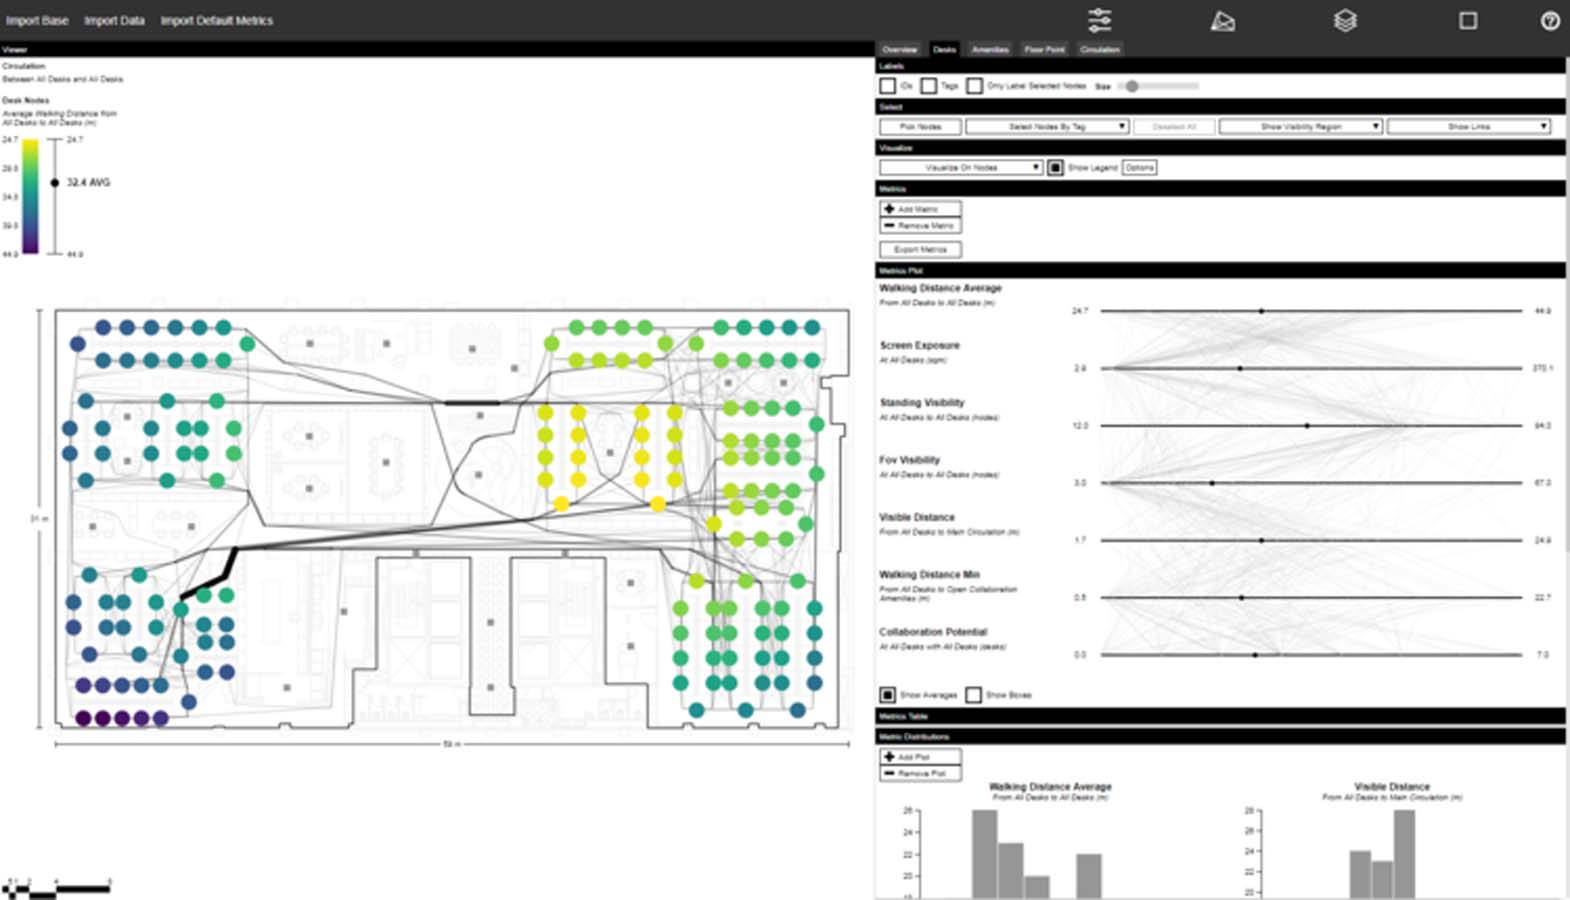 Import Base Import Data Import Default Metrics
Viewer
Circulation
Between All Desks and All Desks
Desk Nodes
Average Walking Distance from
All Desks to All Desks (m)
24.7 24.7
32.4 AVG
44.9 44.9
31 m
59 m
Overview Desks Amenities Floor Point Circulation
Labels
IDs Tags Only Label Selected Nodes Size
Select
Pick Nodes Select Nodes By Tag Deselect All Show Visibility Region Show Links
Visualize
Visualize On Nodes Show Legend Options
Metrics
Add Metric
Remove Metric
Export Metrics
Metrics Plot
Walking Distance Average
From All Desks to All Desks (m)
24.7 44.9
Screen Exposure
At All Desks (sqm)
2.9 270.1
Standing Visibility
At All Desks to All Desks (nodes)
12.0 94.0
Fov Visibility
At All Desks to All Desks (nodes)
3.0 67.0
Visible Distance
From All Desks to Main Circulation (m)
1.7 24.9
Walking Distance Min
From All Desks to Open Collaboration
Amenities (m)
0.5 22.7
Collaboration Potential
At All Desks with All Desks (desks)
0.0 7.0
Show Averages Show Boxes
Metrics Table
Metric Distributions
Add Plot
Remove Plot
Walking Distance Average
From All Desks to All Desks (m)
26
24
22
20
Visible Distance
From All Desks to Main Circulation (m)
28
26
24
22
20